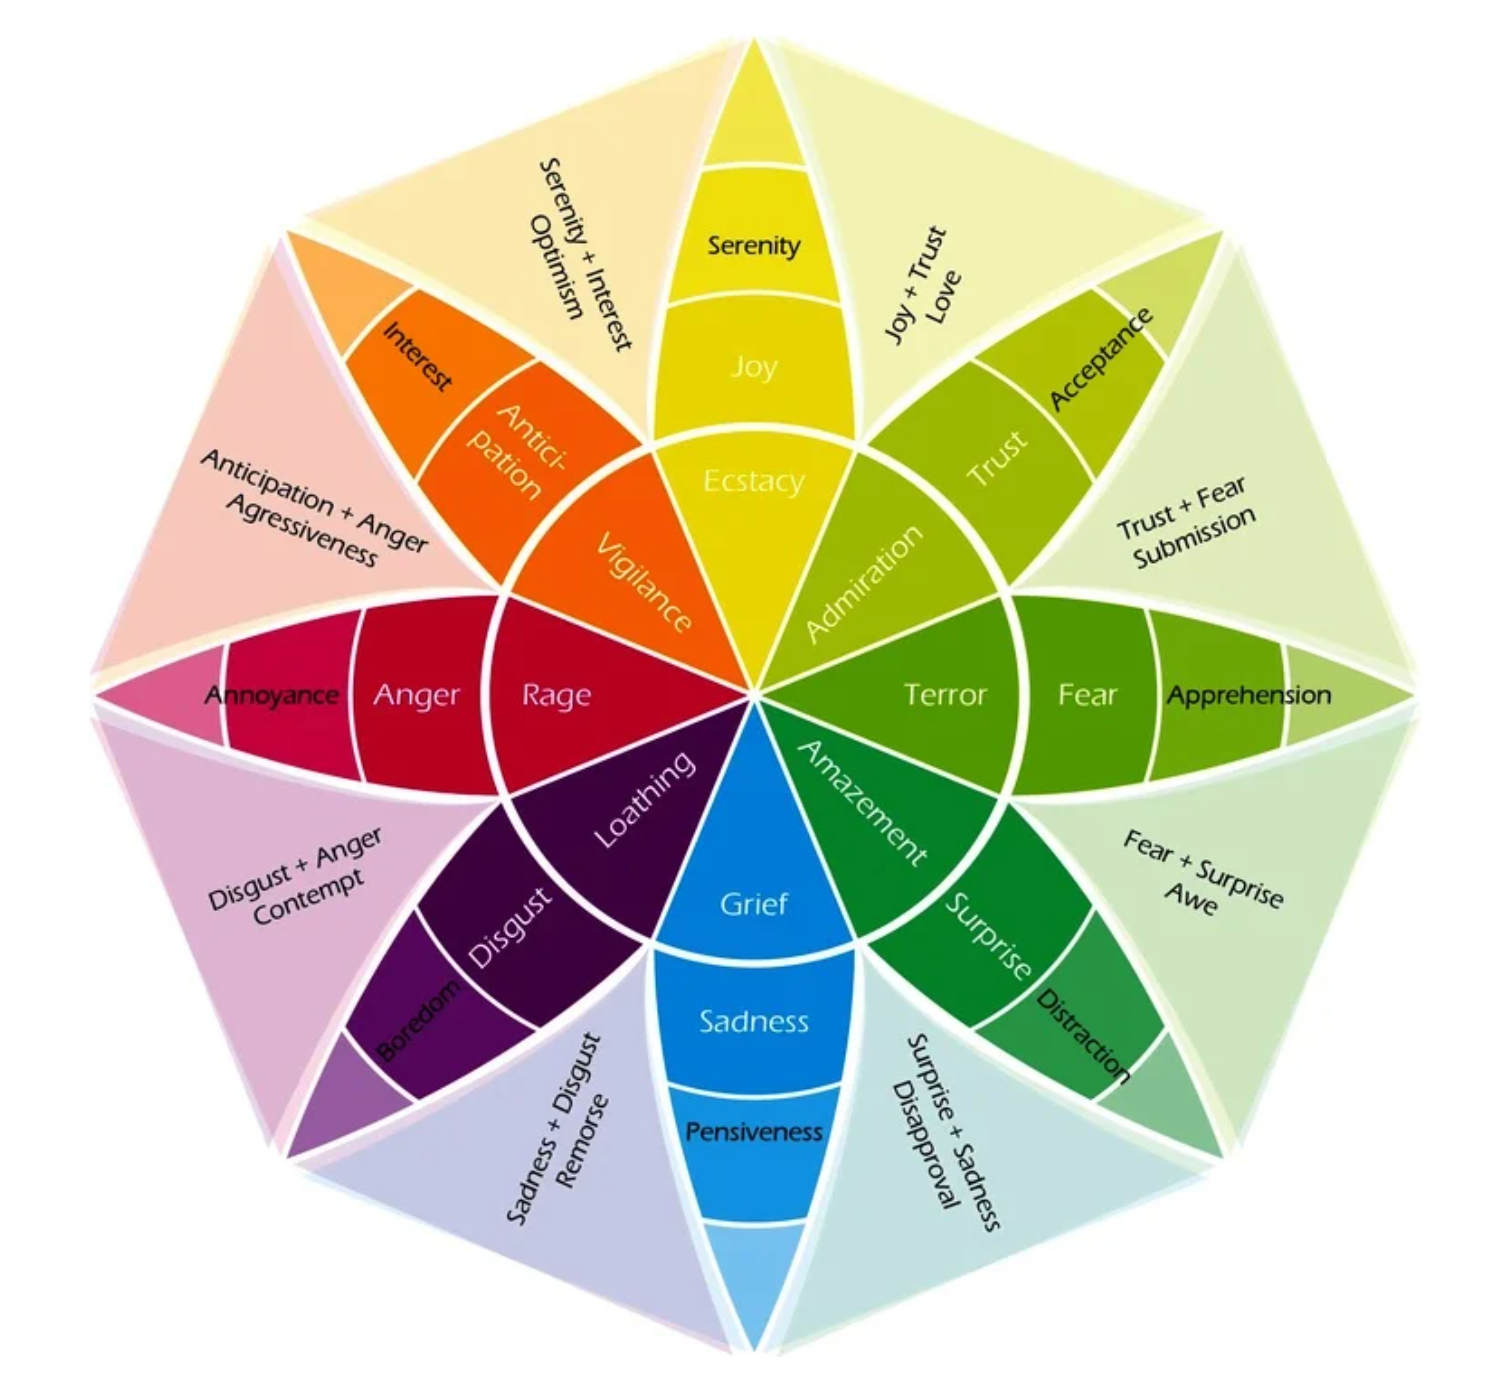 Serenity + Interest
Optimism
Serenity
Joy + Trust
Love
Joy
Interest
Antici-
pation
Acceptance
Trust
Ecstacy
Vigilance
Admiration
Anticipation + Anger
Agressiveness
Trust + Fear
Submission
Annoyance
Anger
Rage
Terror
Fear
Apprehension
Loathing
Amazement
Grief
Disgust + Anger
Contempt
Fear + Surprise
Awe
Disgust
Surprise
Boredom
Distraction
Sadness
Pensiveness
Sadness + Disgust
Remorse
Surprise + Sadness
Disapproval